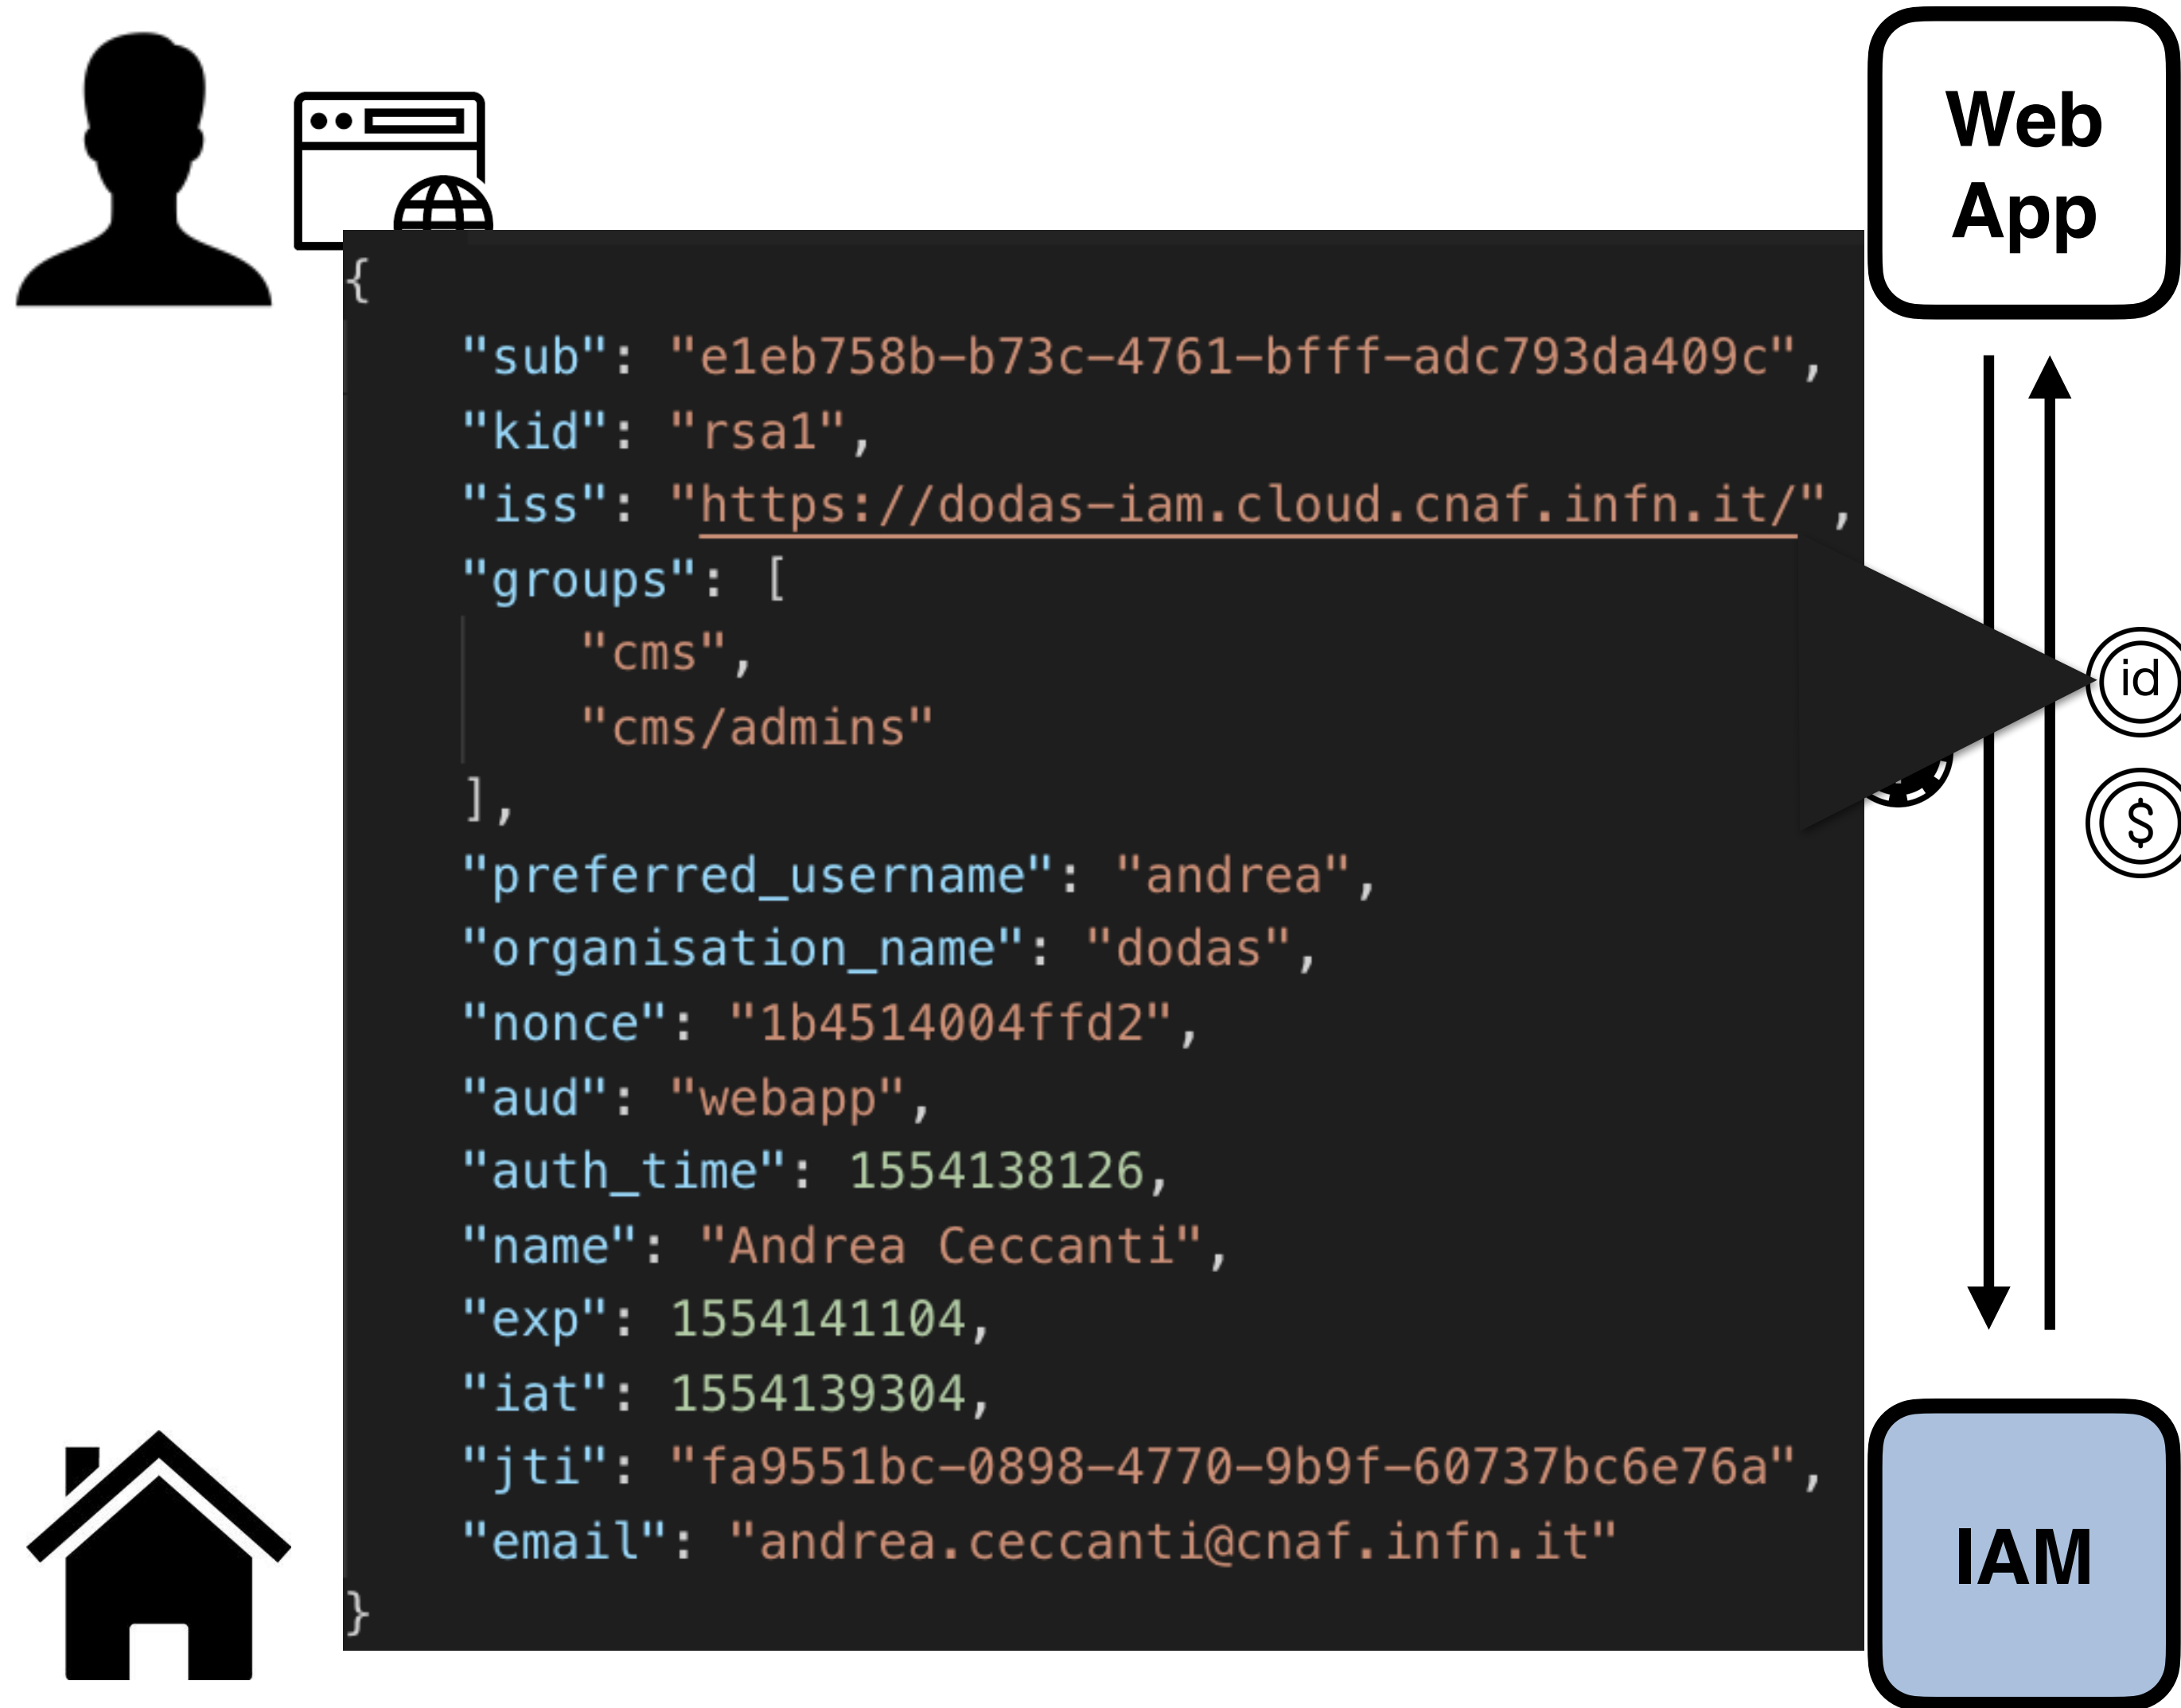 Web
App
{
"sub": "e1eb758b-b73c-4761-bfff-adc793da409c",
"kid": "rsa1",
"iss": "https://dodas-iam.cloud.cnaf.infn.it/",
"groups": [
"cms",
"cms/admins"
],
"preferred_username": "andrea",
"organisation_name": "dodas",
"nonce": "1b4514004ffd2",
"aud": "webapp",
"auth_time": 1554138126,
"name": "Andrea Ceccanti",
"exp": 1554141104,
"iat": 1554139304,
"jti": "fa9551bc-0898-4770-9b9f-60737bc6e76a",
"email": "andrea.ceccanti@cnaf.infn.it"
}
id
$
IAM